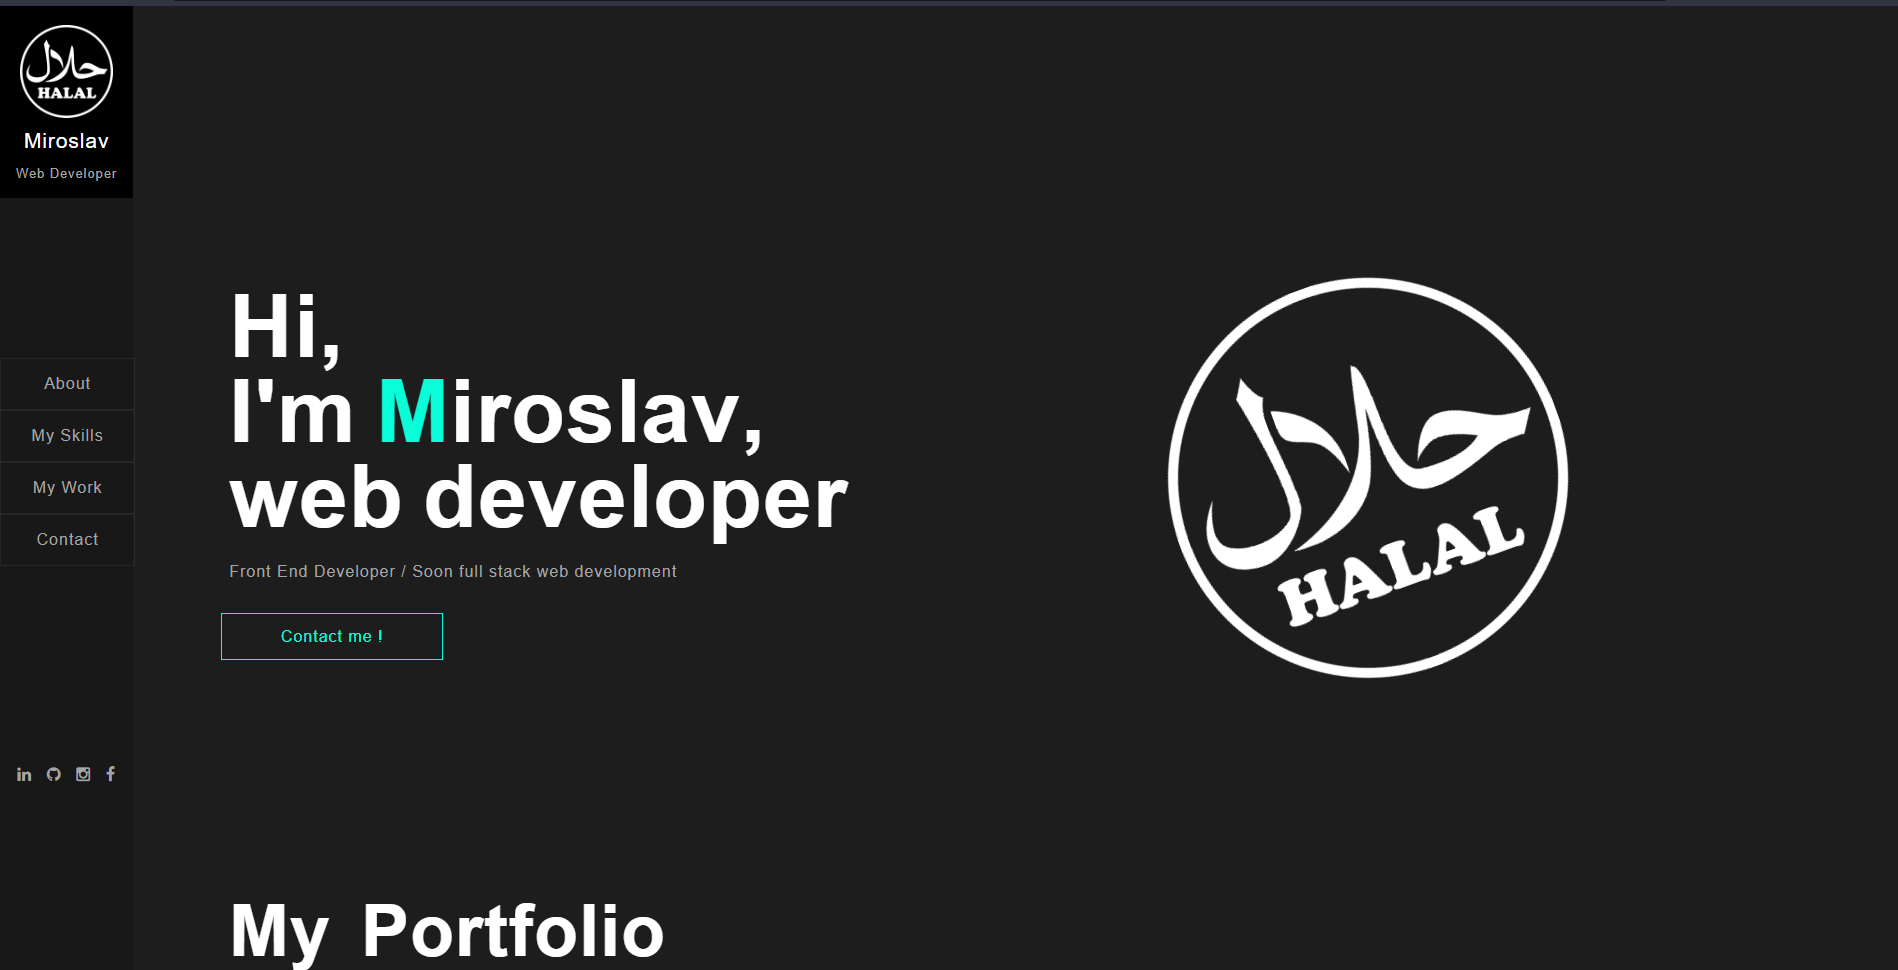 حلال
HALAL
Miroslav
Web Developer
About
My Skills
My Work
Contact
Hi,
I'm Miroslav,
web developer
Front End Developer / Soon full stack web development
Contact me !
حلال
HALAL
My Portfolio